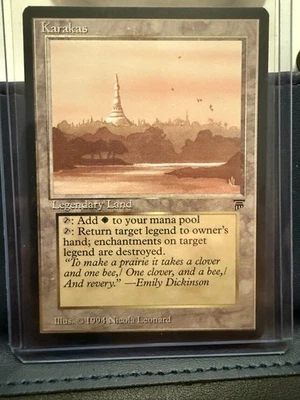 Karakas
Legendary Land
: Add to your mana pool
: Return target legend to owner's
hand; enchantments on target
legend are destroyed.
"To make a prairie it takes a clover
and one bee,/ One clover, and a bee,/
And revery." —Emily Dickinson
Illus. © 1994 Nicola Leonard